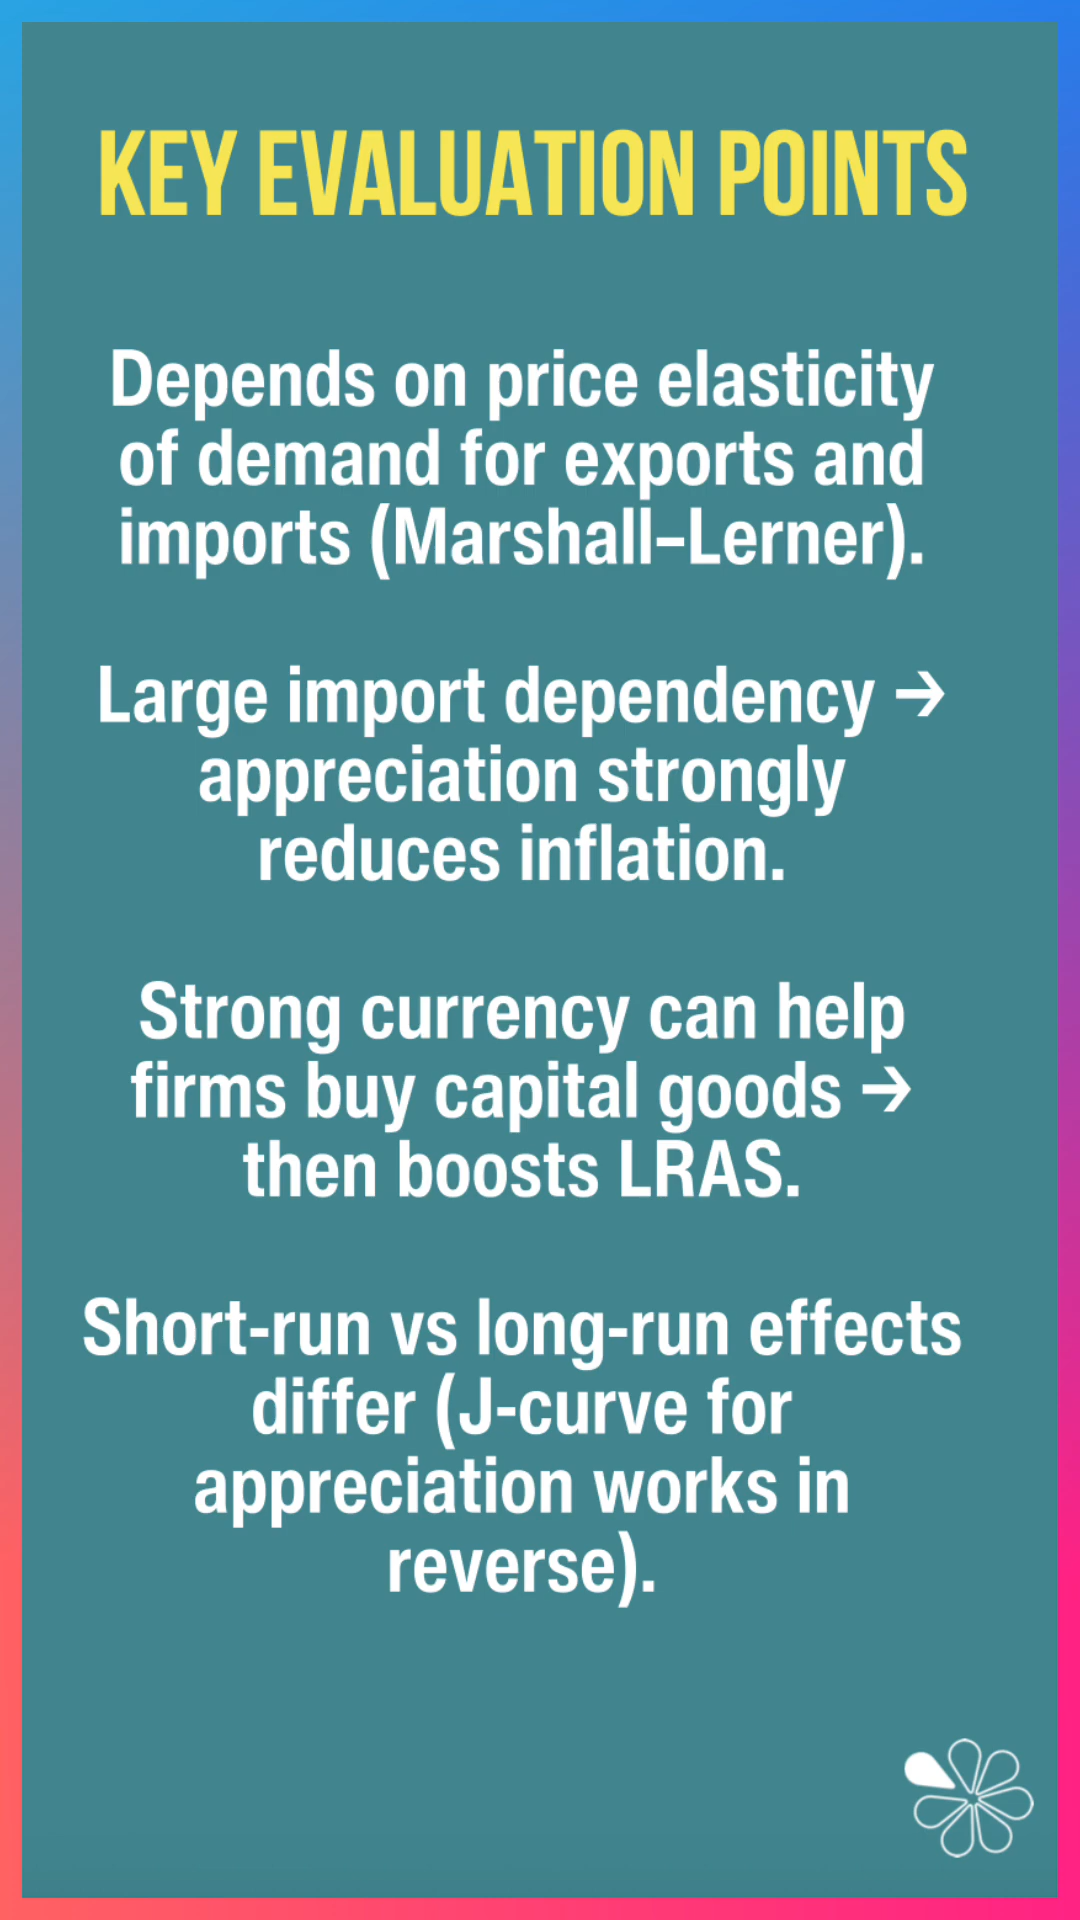 KEY EVALUATION POINTS
Depends on price elasticity
of demand for exports and
imports (Marshall–Lerner).
Large import dependency →
appreciation strongly
reduces inflation.
Strong currency can help
firms buy capital goods →
then boosts LRAS.
Short-run vs long-run effects
differ (J-curve for
appreciation works in
reverse).